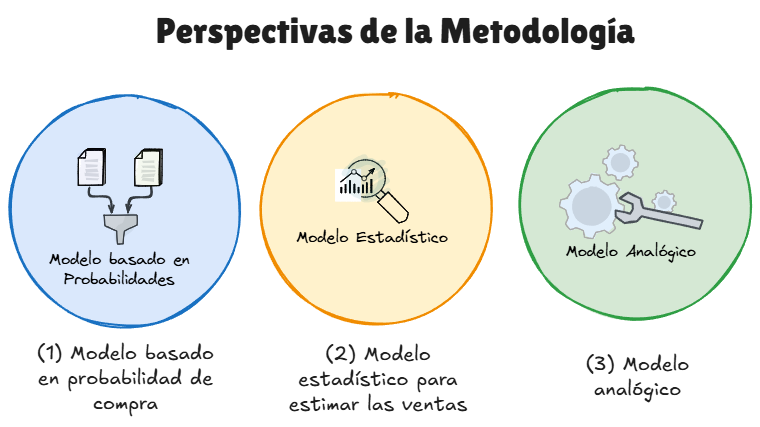 Perspectivas de la Metodología
Modelo basado en
Probabilidades
Modelo Estadístico
Modelo Analógico
(1) Modelo basado
en probabilidad de
compra
(2) Modelo
estadístico para
estimar las ventas
(3) Modelo
analógico